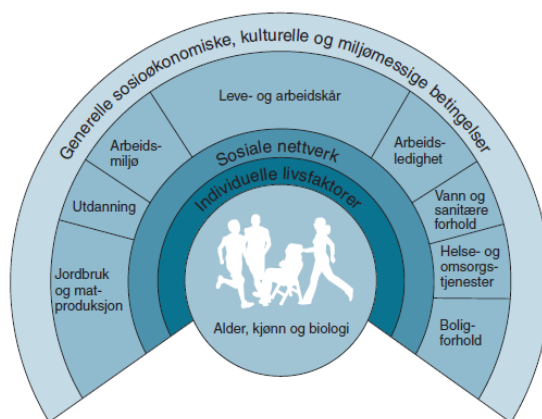 Generelle sosioøkonomiske, kulturelle og miljømessige betingelser
Leve- og arbeidskår
Arbeids-
miljø
Arbeids-
ledighet
Utdanning
Vann og
sanitære
forhold
Jordbruk
og mat-
produksjon
Helse- og
omsorgs-
tjenester
Bolig-
forhold
Sosiale nettverk
Individuelle livsfaktorer
Alder, kjønn og biologi